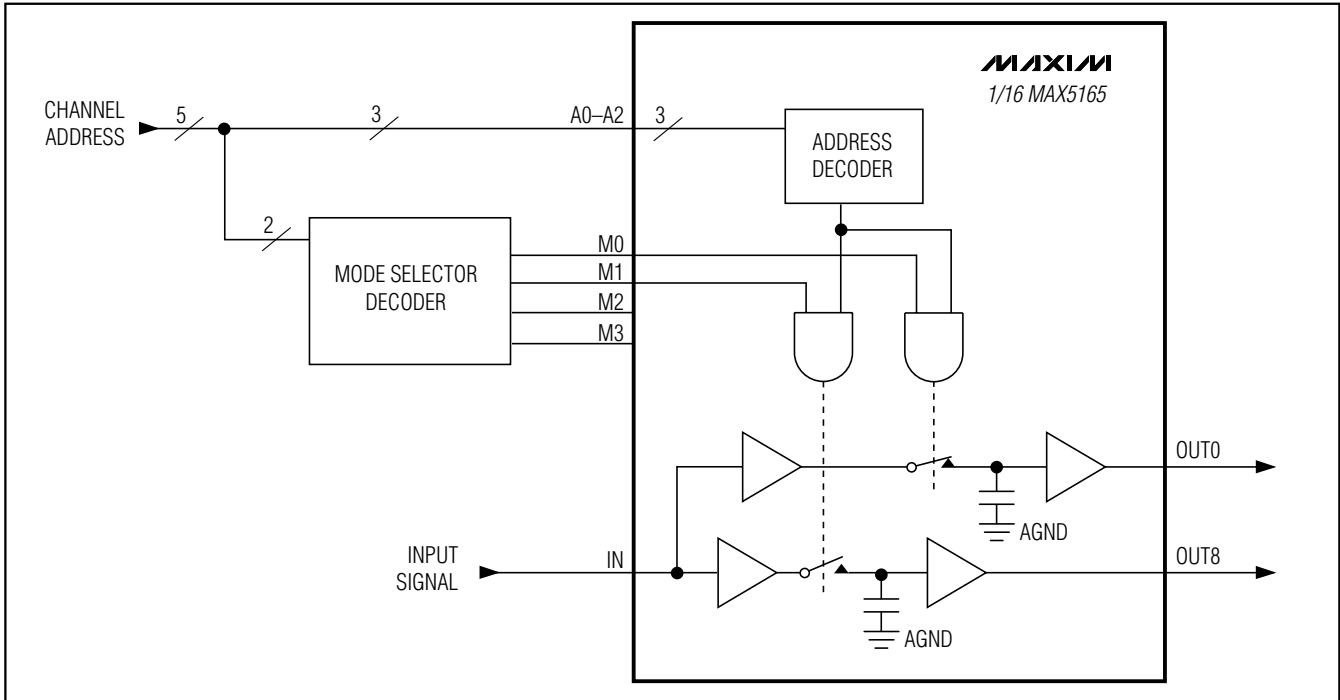 MAXIM
1/16 MAX5165
CHANNEL
ADDRESS
5
3
A0–A2
3
ADDRESS
DECODER
2
MODE SELECTOR
DECODER
M0
M1
M2
M3
OUT0
AGND
INPUT
SIGNAL
IN
OUT8
AGND